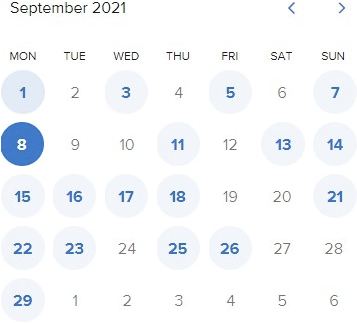 September 2021
MON TUE WED THU FRI SAT SUN
1 2 3 4 5 6 7
8 9 10 11 12 13 14
15 16 17 18 19 20 21
22 23 24 25 26 27 28
29 1 2 3 4 5 6